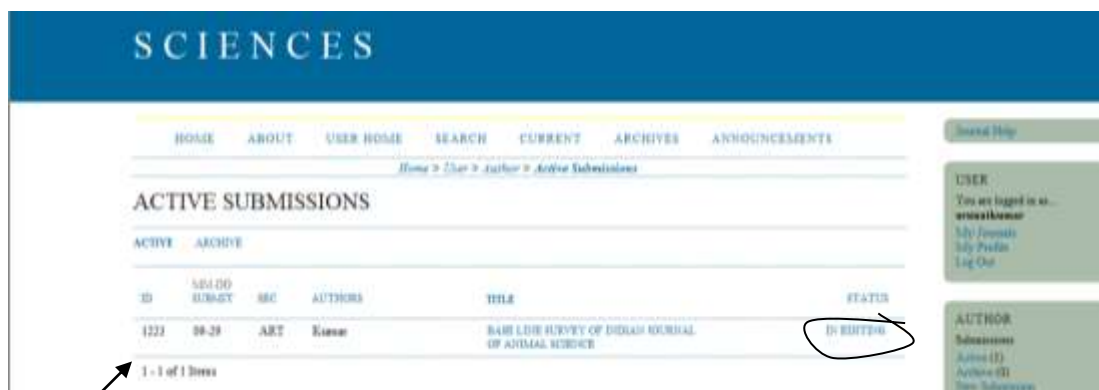 SCIENCES
HOME ABOUT USER HOME SEARCH CURRENT ARCHIVES ANNOUNCEMENTS
Home > User > Author > Active Submissions
ACTIVE SUBMISSIONS
ACTIVE ARCHIVE
MM-DD
ID SUBMIT SEC AUTHORS TITLE STATUS
1223 09-29 ART Kumar BASE LINE SURVEY OF INDIAN JOURNAL IN EDITING
OF ANIMAL SCIENCE
1 - 1 of 1 Items
Journal Help
USER
You are logged in as...
My Journals
My Profile
Log Out
AUTHOR
Submissions
Active (1)
Archive (0)
New Submission